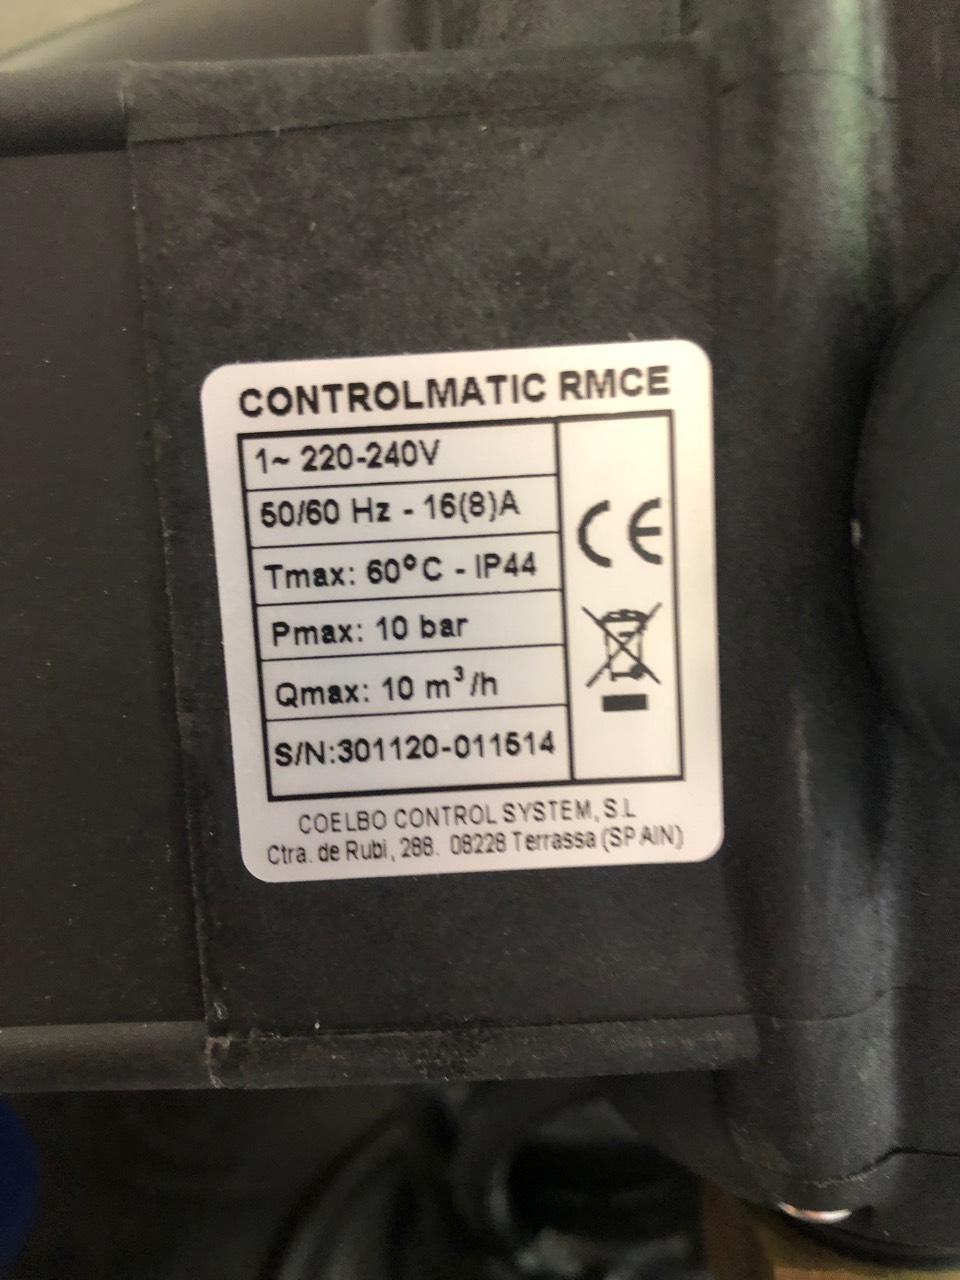 CONTROLMATIC RMCE
1~ 220-240V
50/60 Hz - 16(8)A
Tmax: 60°C - IP44
Pmax: 10 bar
Qmax: 10 m³/h
S/N:301120-011614
CE
COELBO CONTROL SYSTEM, S.L
Ctra. de Rubi, 288. 08228 Terrassa (SPAIN)